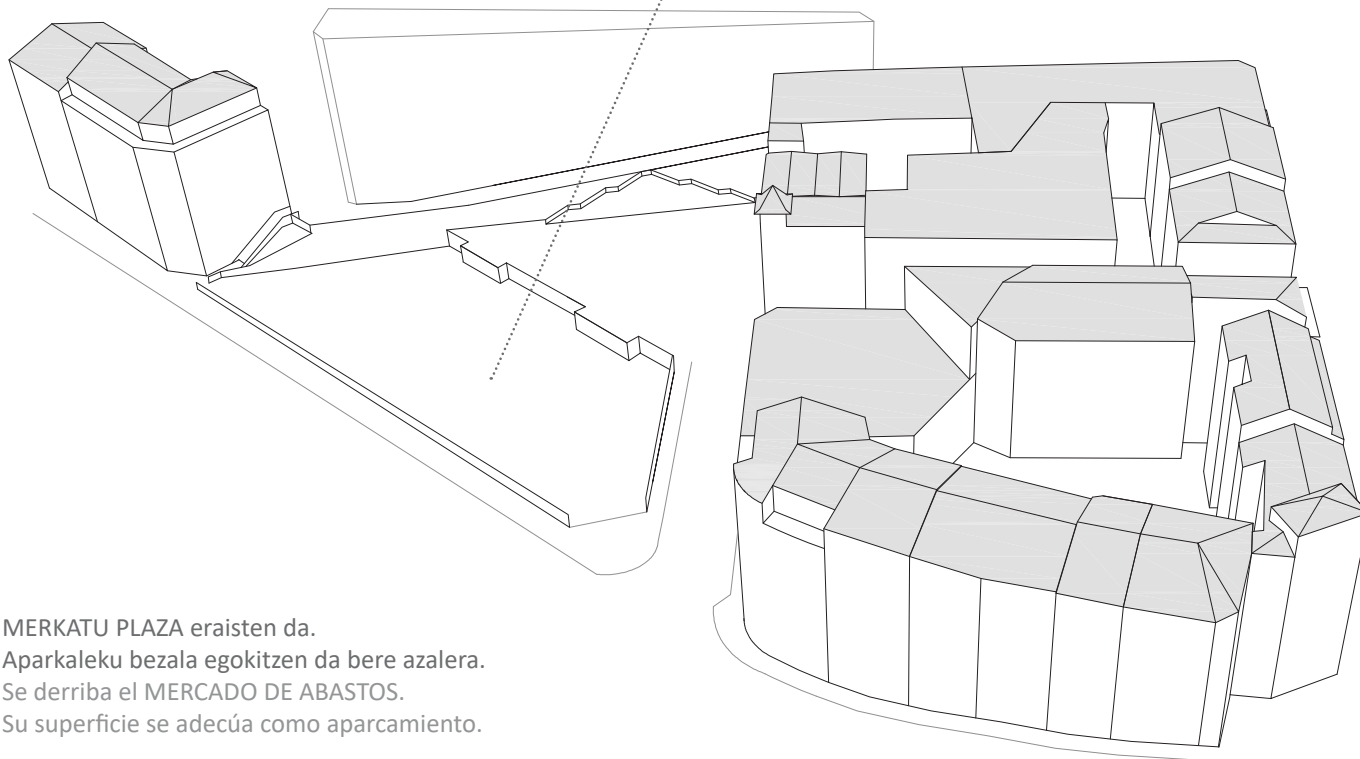 MERKATU PLAZA eraisten da.
Aparkaleku bezala egokitzen da bere azalera.
Se derriba el MERCADO DE ABASTOS.
Su superficie se adecúa como aparcamiento.